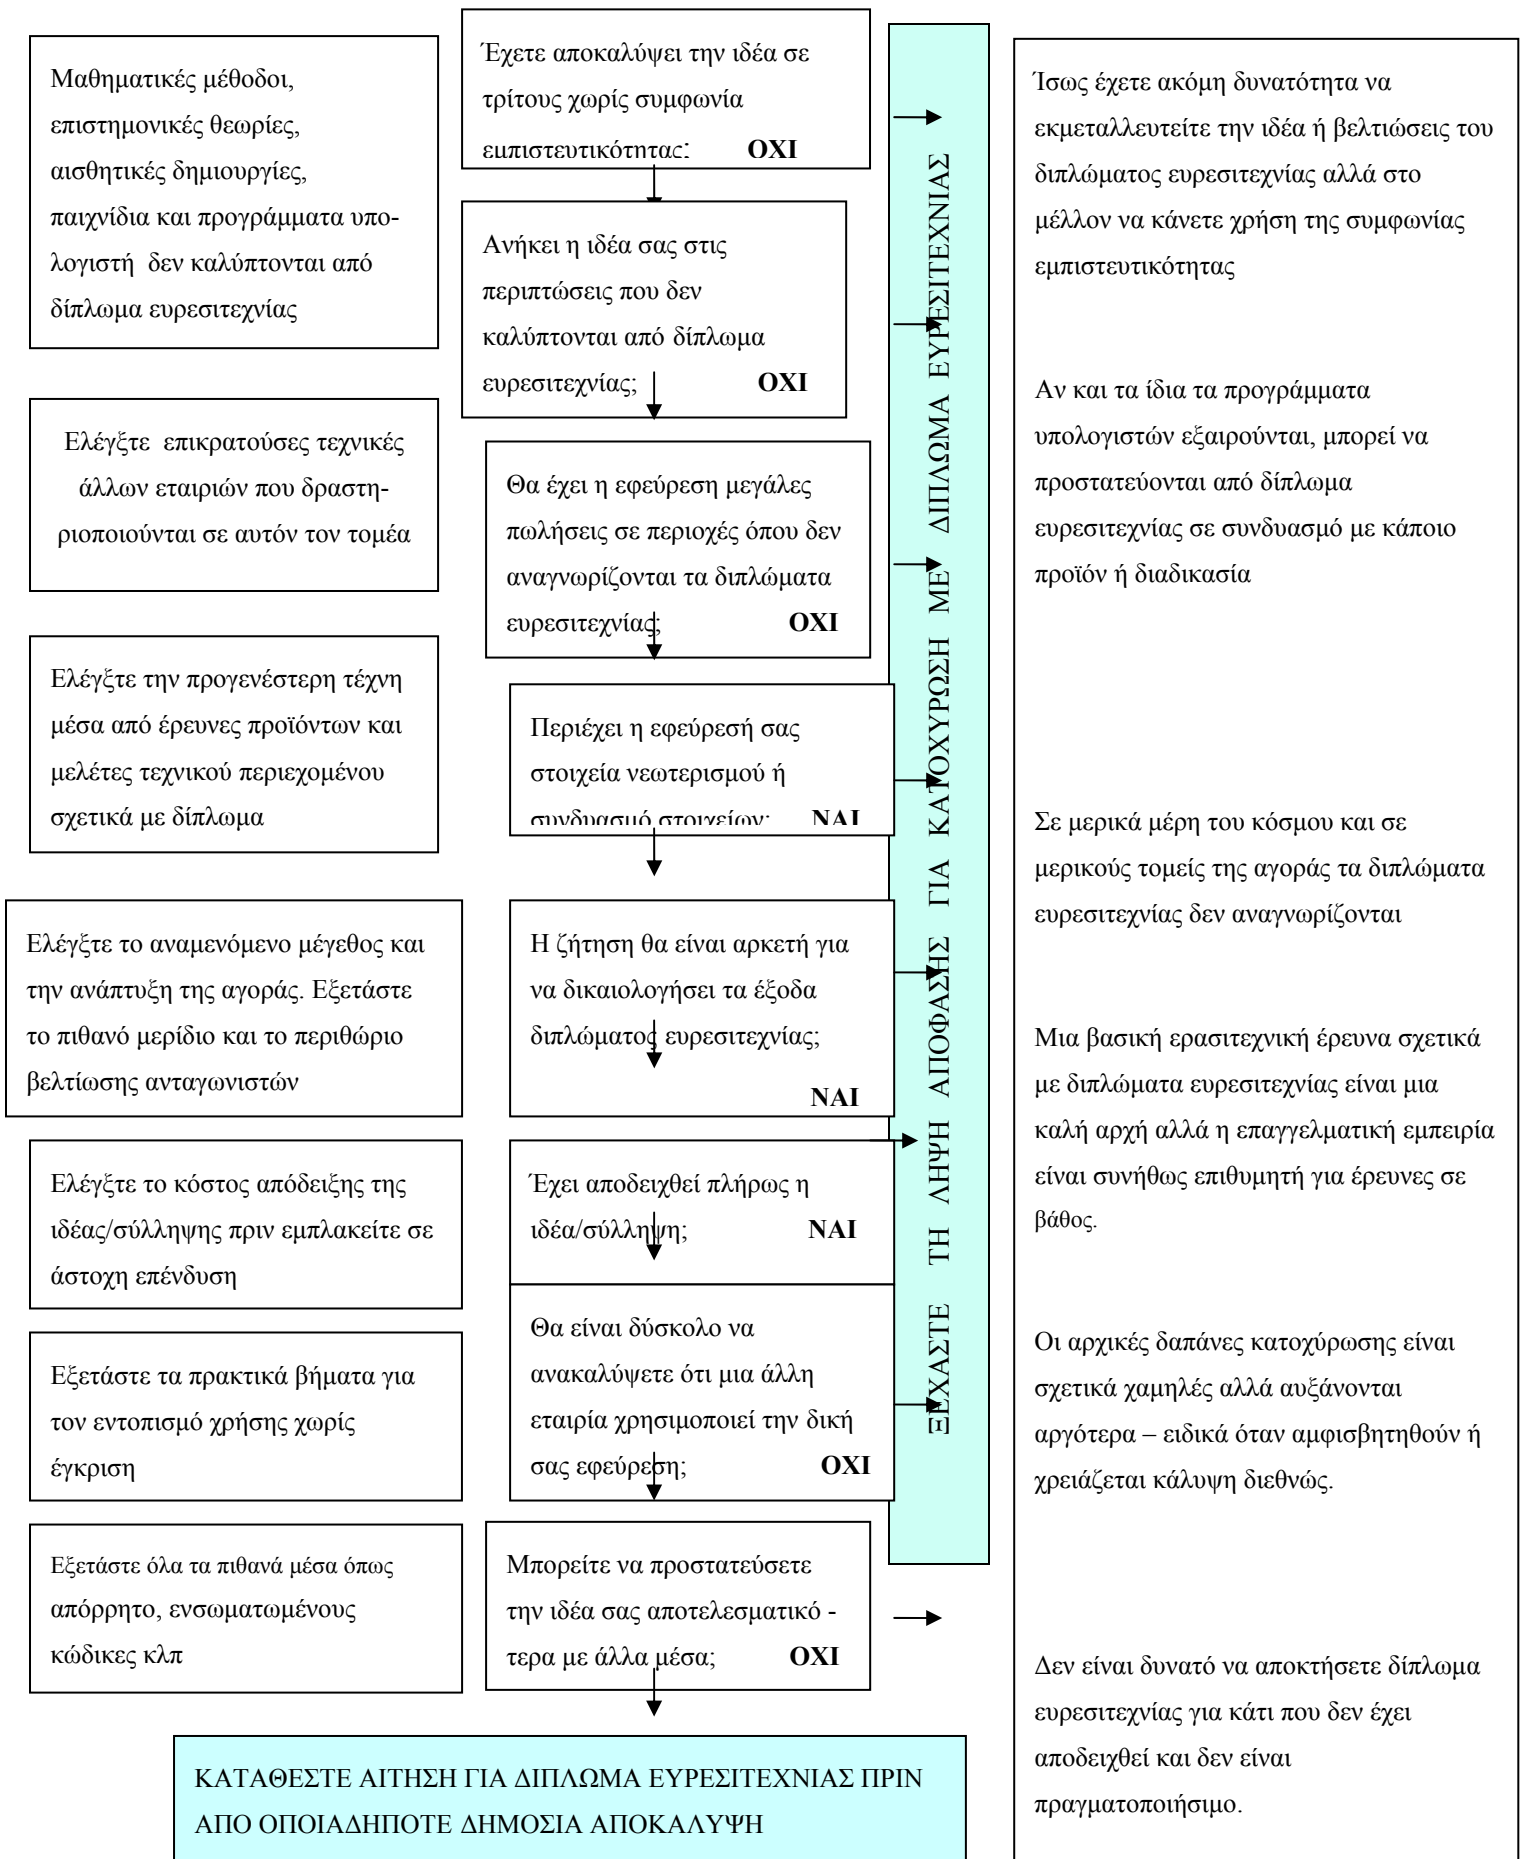 Μαθηματικές μέθοδοι,
επιστημονικές θεωρίες,
αισθητικές δημιουργίες,
παιχνίδια και προγράμματα υπο-
λογιστή δεν καλύπτονται από
δίπλωμα ευρεσιτεχνίας
Ελέγξτε επικρατούσες τεχνικές
άλλων εταιριών που δραστη-
ριοποιούνται σε αυτόν τον τομέα
Ελέγξτε την προγενέστερη τέχνη
μέσα από έρευνες προϊόντων και
μελέτες τεχνικού περιεχομένου
σχετικά με δίπλωμα
Ελέγξτε το αναμενόμενο μέγεθος και
την ανάπτυξη της αγοράς. Εξετάστε
το πιθανό μερίδιο και το περιθώριο
βελτίωσης ανταγωνιστών
Ελέγξτε το κόστος απόδειξης της
ιδέας/σύλληψης πριν εμπλακείτε σε
άστοχη επένδυση
Εξετάστε τα πρακτικά βήματα για
τον εντοπισμό χρήσης χωρίς
έγκριση
Εξετάστε όλα τα πιθανά μέσα όπως
απόρρητο, ενσωματωμένους
κώδικες κλπ
Έχετε αποκαλύψει την ιδέα σε
τρίτους χωρίς συμφωνία
εμπιστευτικότητας; ΟΧΙ
Ανήκει η ιδέα σας στις
περιπτώσεις που δεν
καλύπτονται από δίπλωμα
ευρεσιτεχνίας; ΟΧΙ
Θα έχει η εφεύρεση μεγάλες
πωλήσεις σε περιοχές όπου δεν
αναγνωρίζονται τα διπλώματα
ευρεσιτεχνίας; ΟΧΙ
Περιέχει η εφεύρεσή σας
στοιχεία νεωτερισμού ή
συνδυασμό στοιχείων; ΝΑΙ
Η ζήτηση θα είναι αρκετή για
να δικαιολογήσει τα έξοδα
διπλώματος ευρεσιτεχνίας;
ΝΑΙ
Έχει αποδειχθεί πλήρως η
ιδέα/σύλληψη; ΝΑΙ
Θα είναι δύσκολο να
ανακαλύψετε ότι μια άλλη
εταιρία χρησιμοποιεί την δική
σας εφεύρεση; ΟΧΙ
Μπορείτε να προστατεύσετε
την ιδέα σας αποτελεσματικό -
τερα με άλλα μέσα; ΟΧΙ
ΞΕΧΑΣΤΕ ΤΗ ΛΗΨΗ ΑΠΟΦΑΣΗΣ ΓΙΑ ΚΑΤΟΧΥΡΩΣΗ ΜΕ ΔΙΠΛΩΜΑ ΕΥΡΕΣΙΤΕΧΝΙΑΣ
Ίσως έχετε ακόμη δυνατότητα να
εκμεταλλευτείτε την ιδέα ή βελτιώσεις του
διπλώματος ευρεσιτεχνίας αλλά στο
μέλλον να κάνετε χρήση της συμφωνίας
εμπιστευτικότητας
Αν και τα ίδια τα προγράμματα
υπολογιστών εξαιρούνται, μπορεί να
προστατεύονται από δίπλωμα
ευρεσιτεχνίας σε συνδυασμό με κάποιο
προϊόν ή διαδικασία
Σε μερικά μέρη του κόσμου και σε
μερικούς τομείς της αγοράς τα διπλώματα
ευρεσιτεχνίας δεν αναγνωρίζονται
Μια βασική ερασιτεχνική έρευνα σχετικά
με διπλώματα ευρεσιτεχνίας είναι μια
καλή αρχή αλλά η επαγγελματική εμπειρία
είναι συνήθως επιθυμητή για έρευνες σε
βάθος.
Οι αρχικές δαπάνες κατοχύρωσης είναι
σχετικά χαμηλές αλλά αυξάνονται
αργότερα – ειδικά όταν αμφισβητηθούν ή
χρειάζεται κάλυψη διεθνώς.
Δεν είναι δυνατό να αποκτήσετε δίπλωμα
ευρεσιτεχνίας για κάτι που δεν έχει
αποδειχθεί και δεν είναι
πραγματοποιήσιμο.
ΚΑΤΑΘΕΣΤΕ ΑΙΤΗΣΗ ΓΙΑ ΔΙΠΛΩΜΑ ΕΥΡΕΣΙΤΕΧΝΙΑΣ ΠΡΙΝ
ΑΠΟ ΟΠΟΙΑΔΗΠΟΤΕ ΔΗΜΟΣΙΑ ΑΠΟΚΑΛΥΨΗ